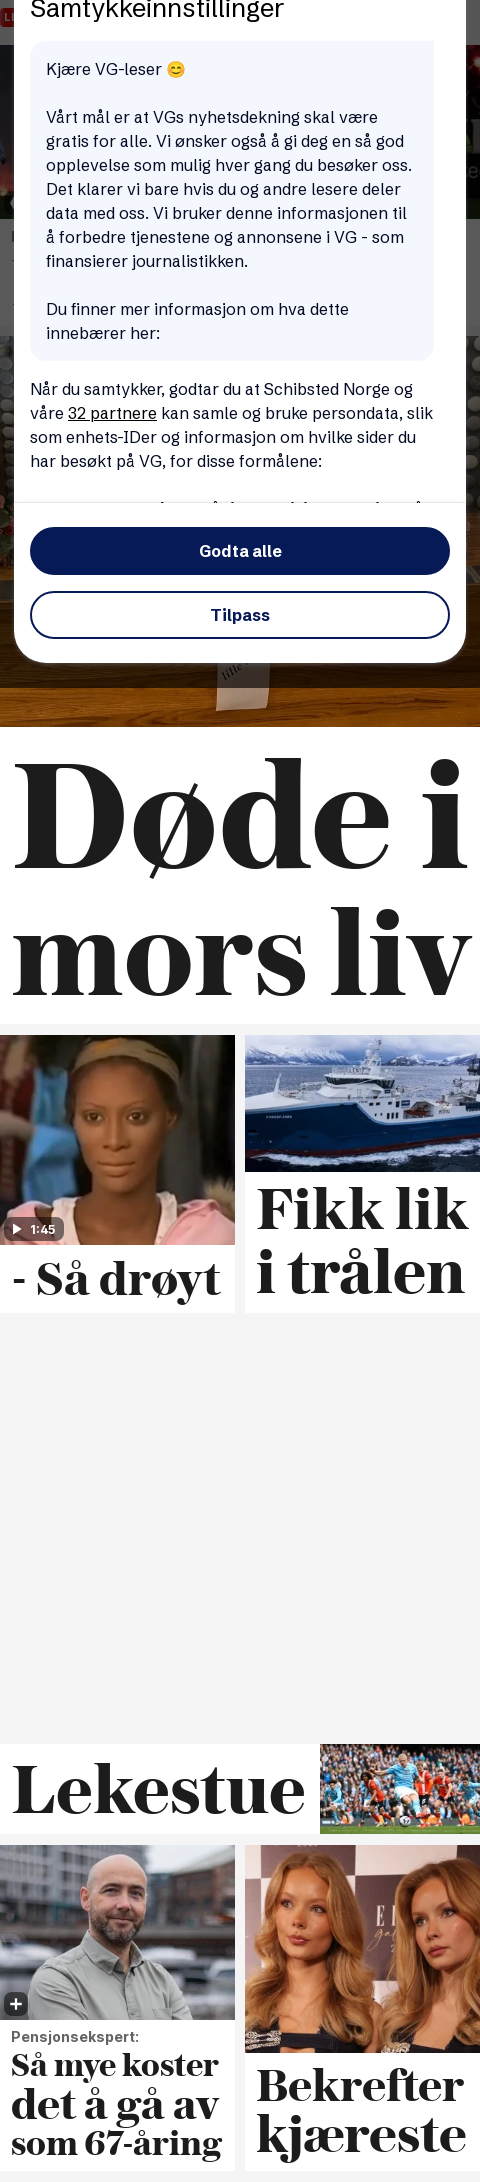 Samtykkeinnstillinger
Kjære VG-leser 😊
Vårt mål er at VGs nyhetsdekning skal være
gratis for alle. Vi ønsker også å gi deg en så god
opplevelse som mulig hver gang du besøker oss.
Det klarer vi bare hvis du og andre lesere deler
data med oss. Vi bruker denne informasjonen til
å forbedre tjenestene og annonsene i VG - som
finansierer journalistikken.
Du finner mer informasjon om hva dette
innebærer her:
Når du samtykker, godtar du at Schibsted Norge og
våre 32 partnere kan samle og bruke persondata, slik
som enhets-IDer og informasjon om hvilke sider du
har besøkt på VG, for disse formålene:
Godta alle
Tilpass
Døde i
mors liv
1:45
- Så drøyt
Fikk lik
i trålen
Lekestue
Pensjonsekspert:
Så mye koster
det å gå av
som 67-åring
Bekrefter
kjæreste